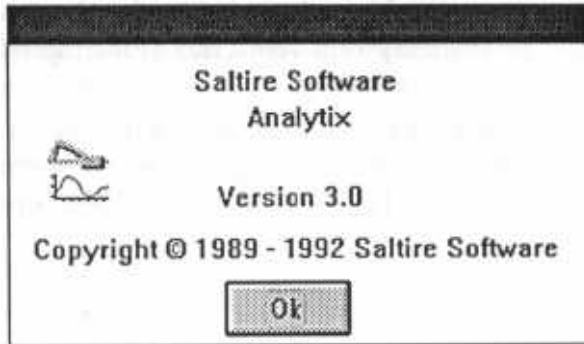 Saltire Software
Analytix
Version 3.0
Copyright © 1989 - 1992 Saltire Software
Ok